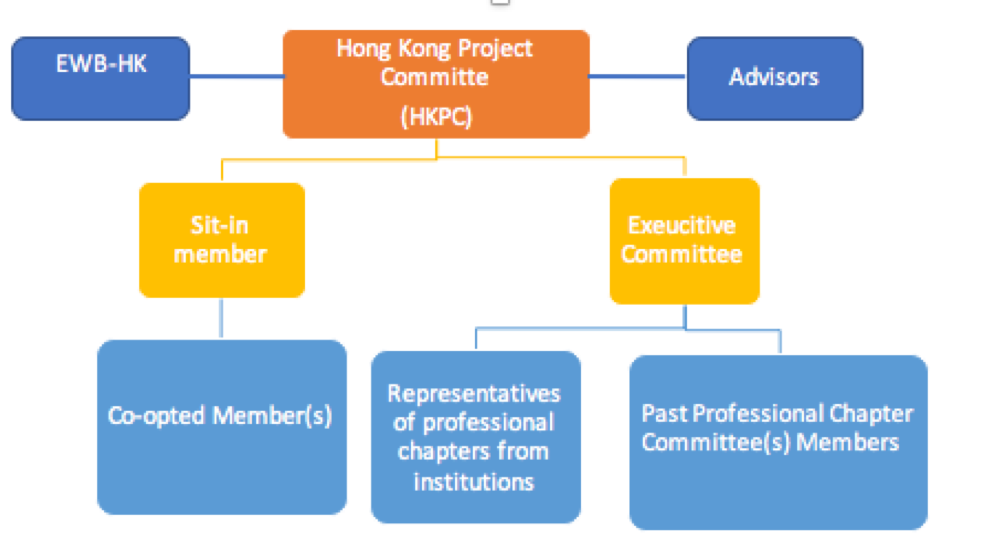 EWB-HK
Hong Kong Project
Committe
(HKPC)
Advisors
Sit-in
member
Exeucitive
Committee
Co-opted Member(s)
Representatives
of professional
chapters from
institutions
Past Professional Chapter
Committee(s) Members